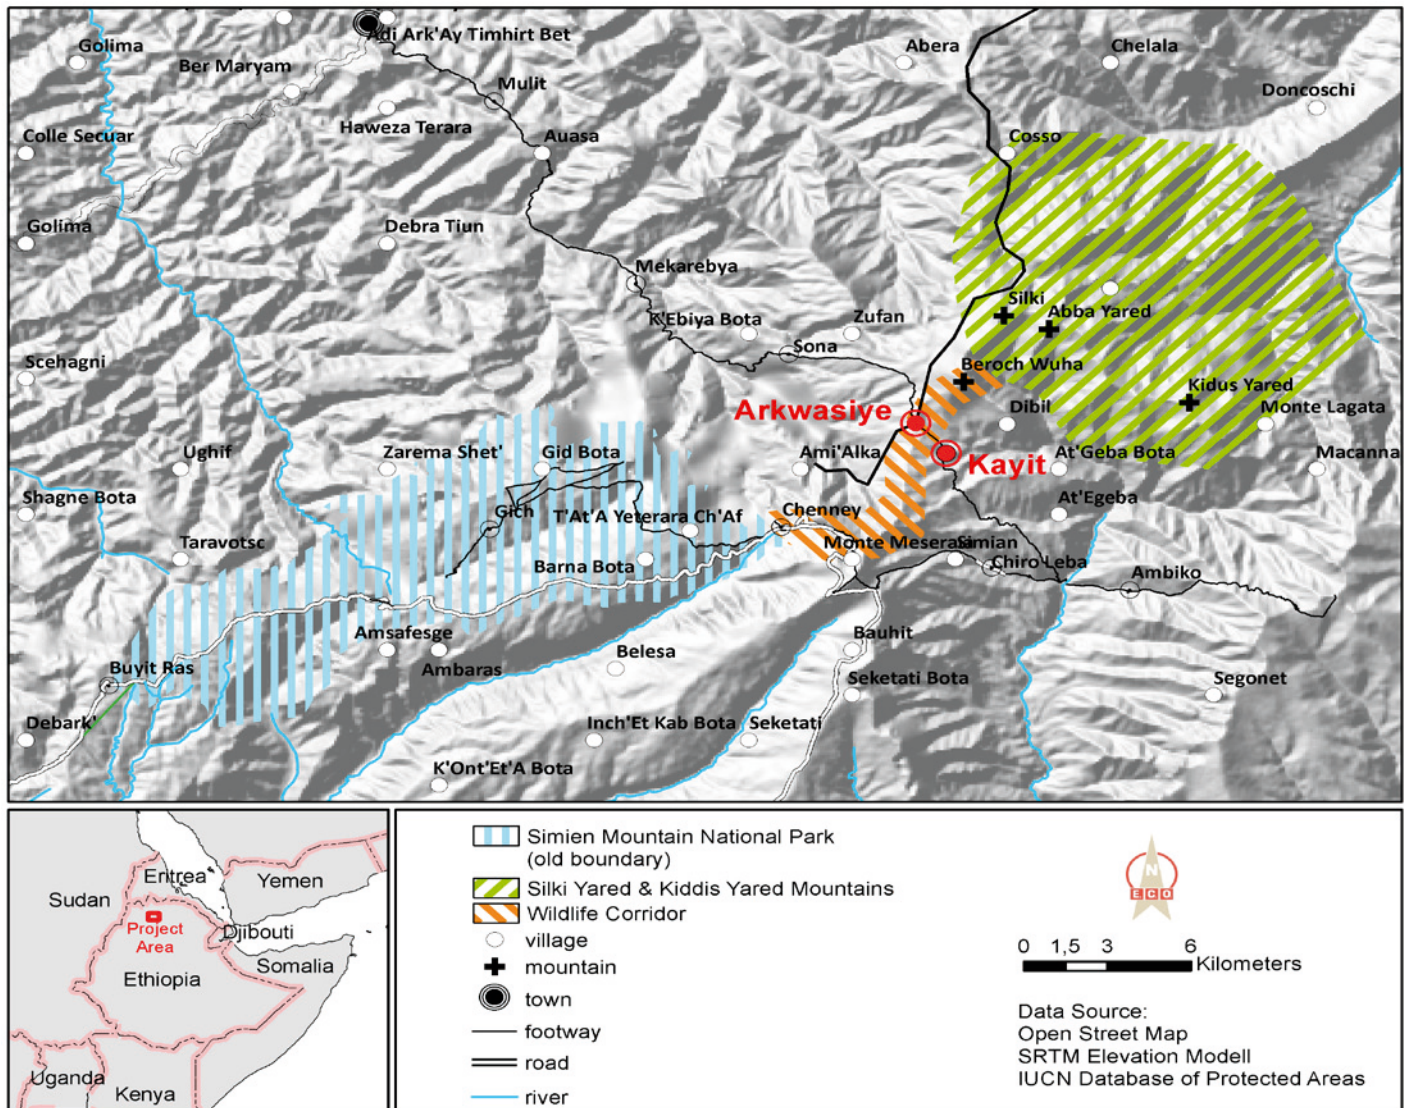 Adi Ark'Ay Timhirt Bet
Golima
Abera
Chelala
Ber Maryam
Mulit
Doncoschi
Haweza Terara
Colle Secuar
Auasa
Cosso
Golima
Debra Tiun
Mekarebya
Silki
Abba Yared
K'Ebiya Bota
Zufan
Sona
Scehagni
Beroch Wuha
Kidus Yared
Arkwasiye
Dibil
Monte Lagata
Ughif
Zarema Shet'
Gid Bota
Ami'Alka
Kayit
At'Geba Bota
Macanna
Shagne Bota
Gich
T'At'A Yeterara Ch'Af
Chenney
At'Egeba
Taravotsc
Barna Bota
Monte Meserata
Simian
Chiro Leba
Ambiko
Amsafesge
Bauhit
Buyit Ras
Ambaras
Belesa
Seketati Bota
Segonet
Debark'
Inch'Et Kab Bota
Seketati
K'Ont'Et'A Bota
Sudan
Eritrea
Yemen
Project
Area
Djibouti
Ethiopia
Somalia
Uganda
Kenya
Simien Mountain National Park
(old boundary)
Silki Yared & Kiddis Yared Mountains
Wildlife Corridor
village
mountain
town
footway
road
river
N
ECO
0 1,5 3 6
Kilometers
Data Source:
Open Street Map
SRTM Elevation Modell
IUCN Database of Protected Areas